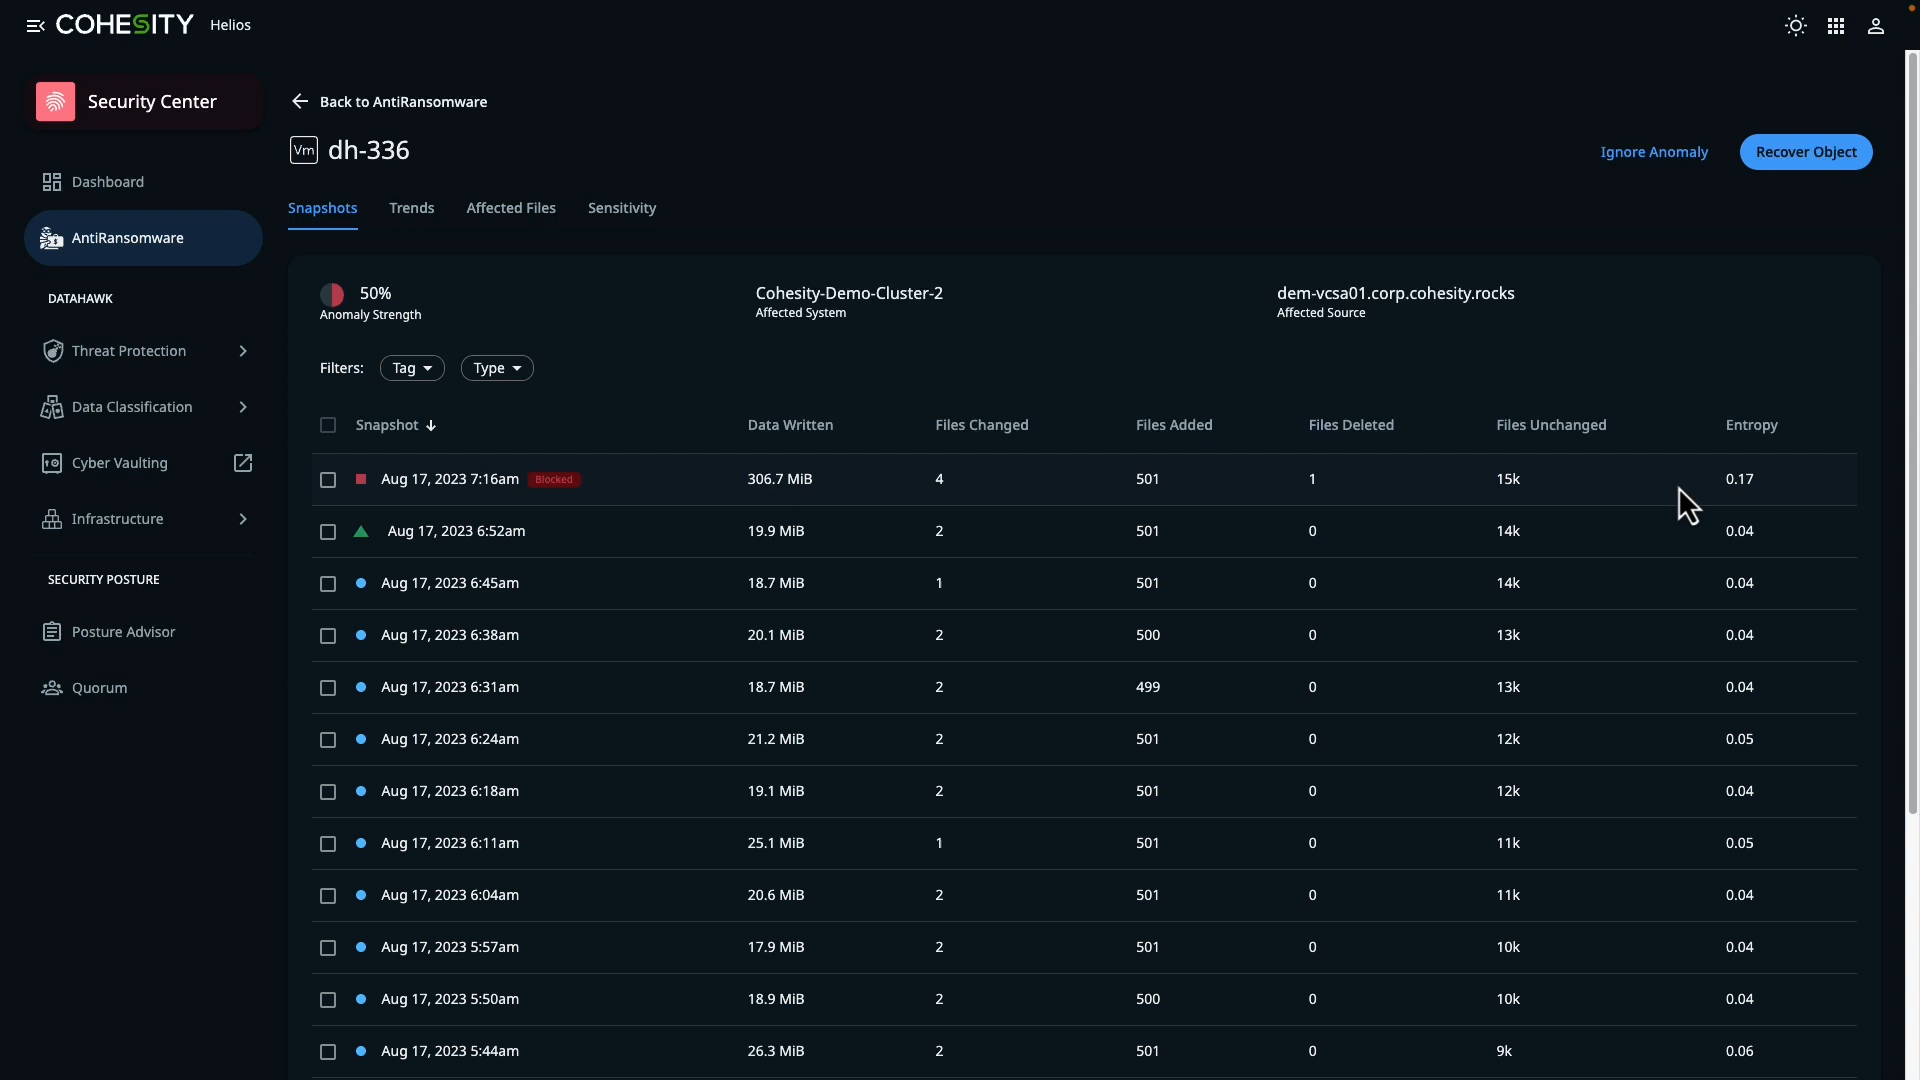 COHESITY Helios
Security Center
Back to AntiRansomware
Vm dh-336
Ignore Anomaly
Recover Object
Dashboard
AntiRansomware
DATAHAWK
Threat Protection
Data Classification
Cyber Vaulting
Infrastructure
SECURITY POSTURE
Posture Advisor
Quorum
Snapshots Trends Affected Files Sensitivity
50% Cohesity-Demo-Cluster-2 dem-vcsa01.corp.cohesity.rocks
Anomaly Strength Affected System Affected Source
Filters: Tag Type
Snapshot Data Written Files Changed Files Added Files Deleted Files Unchanged Entropy
Aug 17, 2023 7:16am Blocked 306.7 MiB 4 501 1 15k 0.17
Aug 17, 2023 6:52am 19.9 MiB 2 501 0 14k 0.04
Aug 17, 2023 6:45am 18.7 MiB 1 501 0 14k 0.04
Aug 17, 2023 6:38am 20.1 MiB 2 500 0 13k 0.04
Aug 17, 2023 6:31am 18.7 MiB 2 499 0 13k 0.04
Aug 17, 2023 6:24am 21.2 MiB 2 501 0 12k 0.05
Aug 17, 2023 6:18am 19.1 MiB 2 501 0 12k 0.04
Aug 17, 2023 6:11am 25.1 MiB 1 501 0 11k 0.05
Aug 17, 2023 6:04am 20.6 MiB 2 501 0 11k 0.04
Aug 17, 2023 5:57am 17.9 MiB 2 501 0 10k 0.04
Aug 17, 2023 5:50am 18.9 MiB 2 500 0 10k 0.04
Aug 17, 2023 5:44am 26.3 MiB 2 501 0 9k 0.06